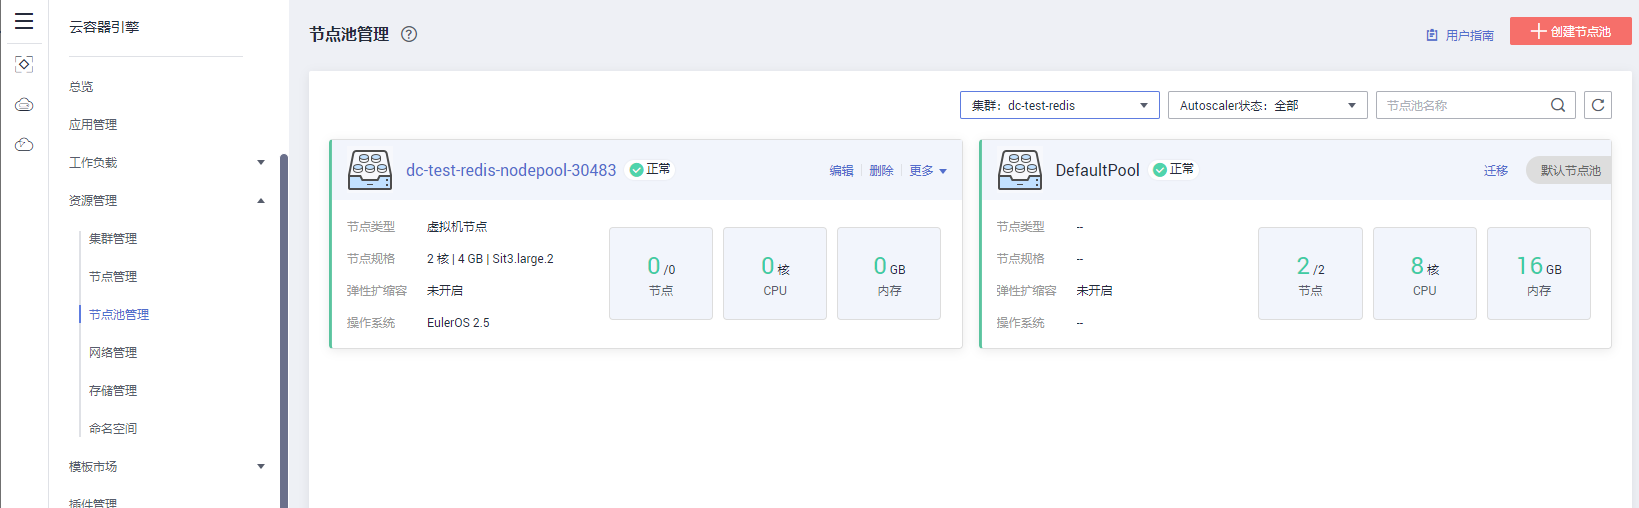 云容器引擎
总览
应用管理
工作负载
资源管理
集群管理
节点管理
节点池管理
网络管理
存储管理
命名空间
模板市场
插件管理
节点池管理 ?
用户指南
创建节点池
集群：dc-test-redis
Autoscaler状态：全部
节点池名称
dc-test-redis-nodepool-30483 正常
编辑 删除 更多
节点类型 虚拟机节点
节点规格 2 核 | 4 GB | Sit3.large.2
弹性扩缩容 未开启
操作系统 EulerOS 2.5
0 /0
节点
0 核
CPU
0 GB
内存
DefaultPool 正常
迁移 默认节点池
节点类型 --
节点规格 --
弹性扩缩容 未开启
操作系统 --
2 /2
节点
8 核
CPU
16 GB
内存